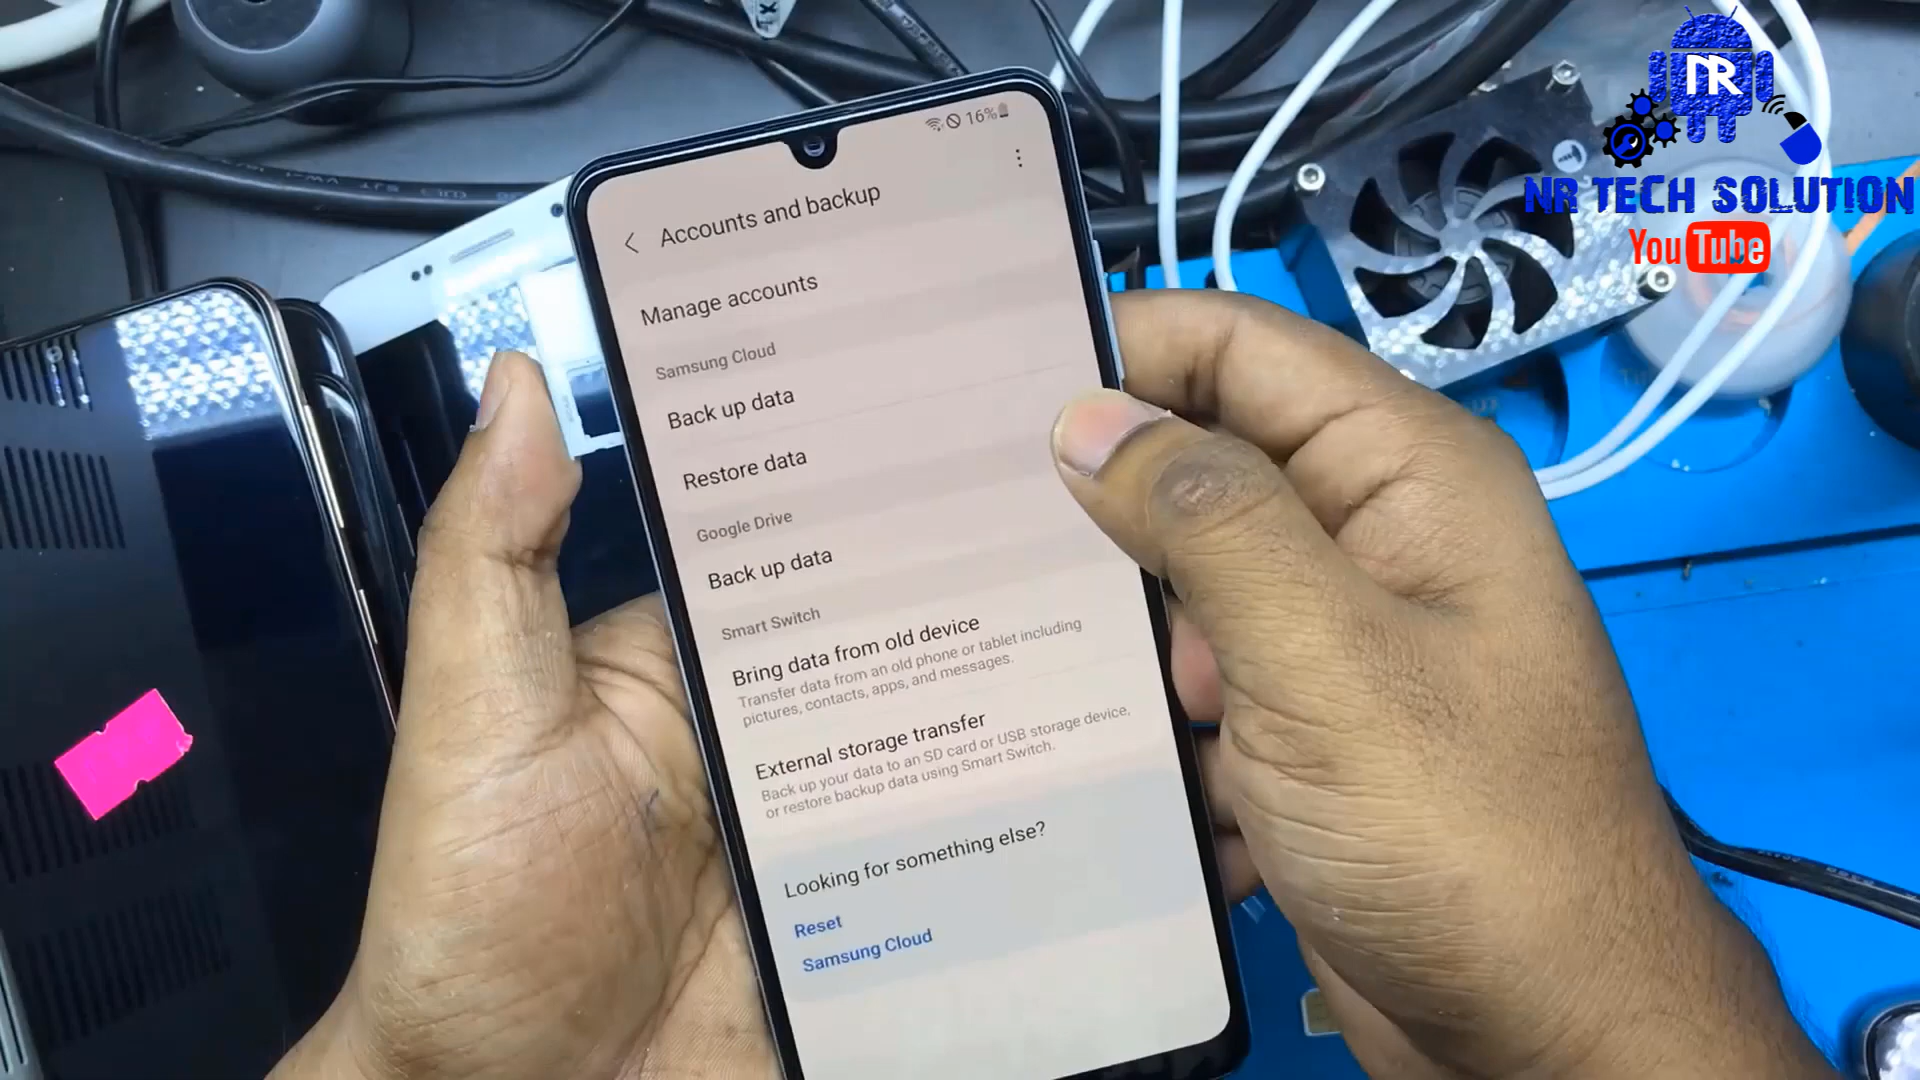 16%
Accounts and backup
Manage accounts
Samsung Cloud
Back up data
Restore data
Google Drive
Back up data
Smart Switch
Bring data from old device
Transfer data from an old phone or tablet including
pictures, contacts, apps, and messages.
External storage transfer
Back up your data to an SD card or USB storage device,
or restore backup data using Smart Switch.
Looking for something else?
Reset
Samsung Cloud
NR
NR TECH SOLUTION
YouTube